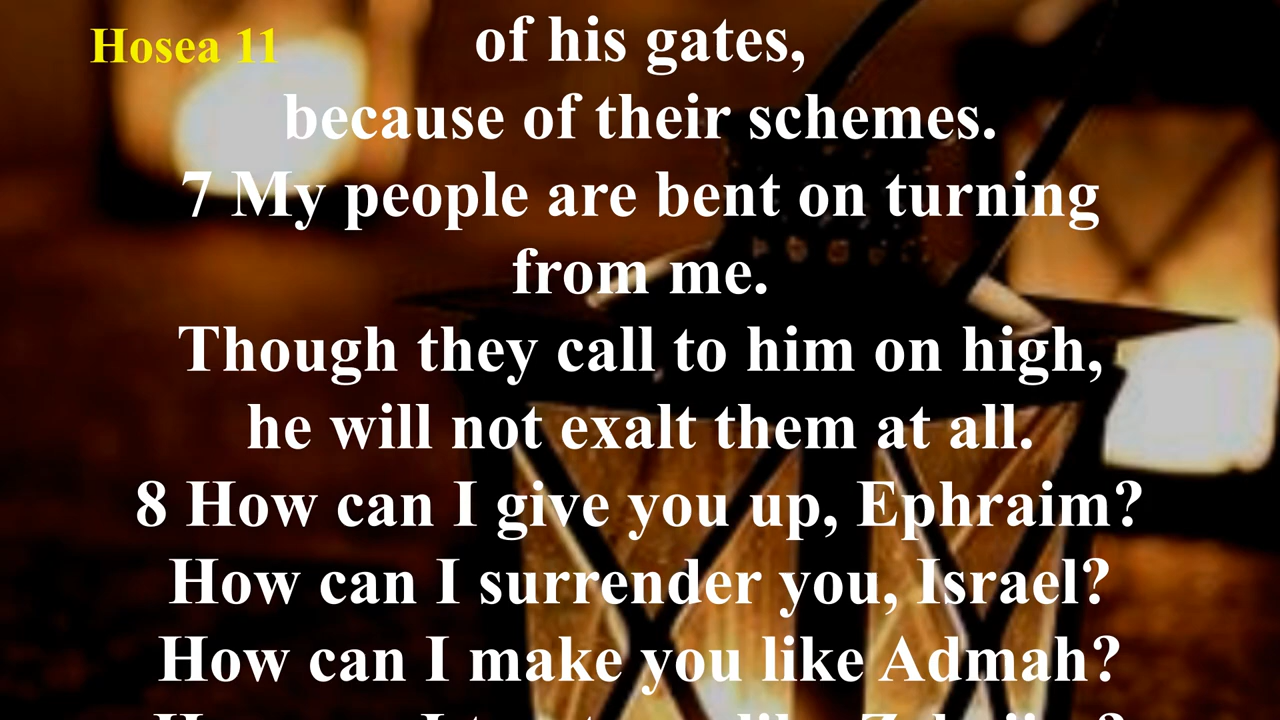 Hosea 11
of his gates,
because of their schemes.
7 My people are bent on turning
from me.
Though they call to him on high,
he will not exalt them at all.
8 How can I give you up, Ephraim?
How can I surrender you, Israel?
How can I make you like Admah?